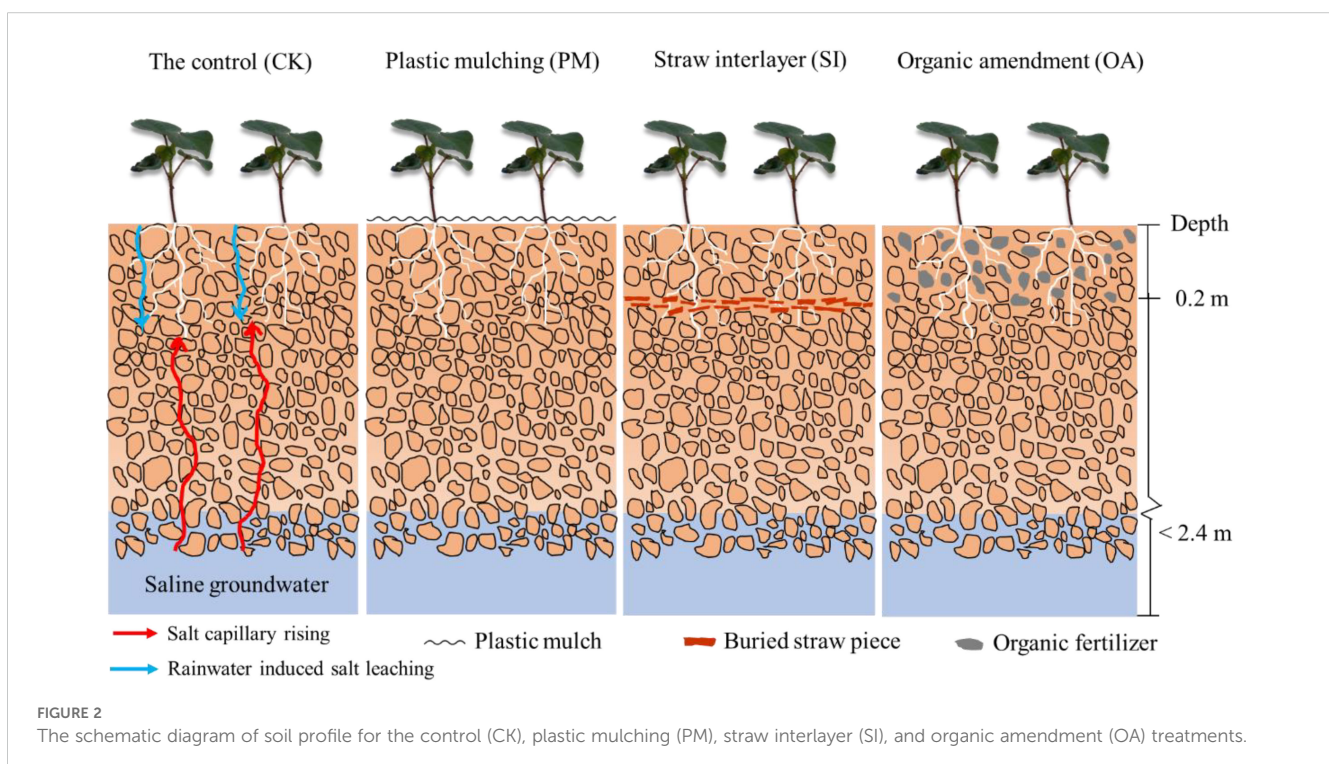 The control (CK)
Plastic mulching (PM)
Straw interlayer (SI)
Organic amendment (OA)
Depth
0.2 m
< 2.4 m
Saline groundwater
Salt capillary rising
Plastic mulch
Buried straw piece
Organic fertilizer
Rainwater induced salt leaching
FIGURE 2
The schematic diagram of soil profile for the control (CK), plastic mulching (PM), straw interlayer (SI), and organic amendment (OA) treatments.